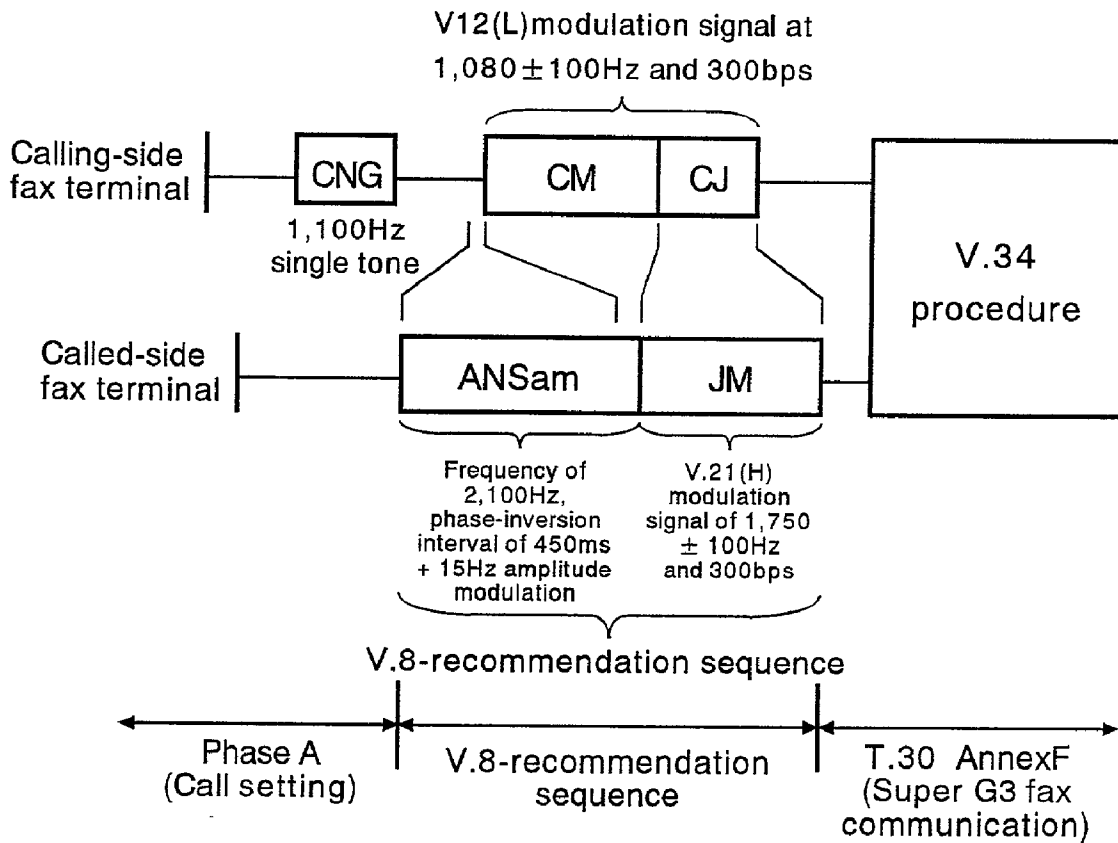 V12(L)modulation signal at
1,080±100Hz and 300bps
Calling-side
fax terminal
CNG
CM
CJ
1,100Hz
single tone
V.34
procedure
Called-side
fax terminal
ANSam
JM
Frequency of
2,100Hz,
phase-inversion
interval of 450ms
+ 15Hz amplitude
modulation
V.21(H)
modulation
signal of 1,750
± 100Hz
and 300bps
V.8-recommendation sequence
Phase A
(Call setting)
V.8-recommendation
sequence
T.30 AnnexF
(Super G3 fax
communication)